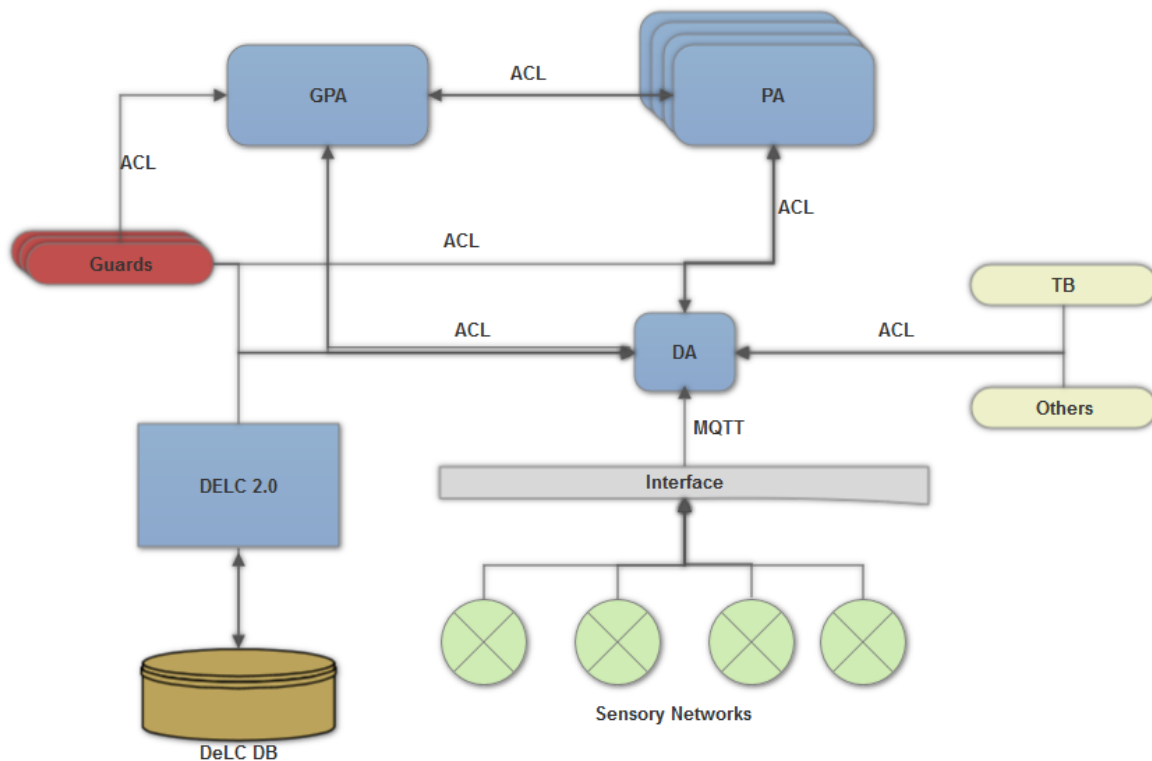 ACL
GPA
PA
ACL
ACL
ACL
Guards
TB
ACL
ACL
DA
Others
MQTT
DELC 2.0
Interface
Sensory Networks
DeLC DB